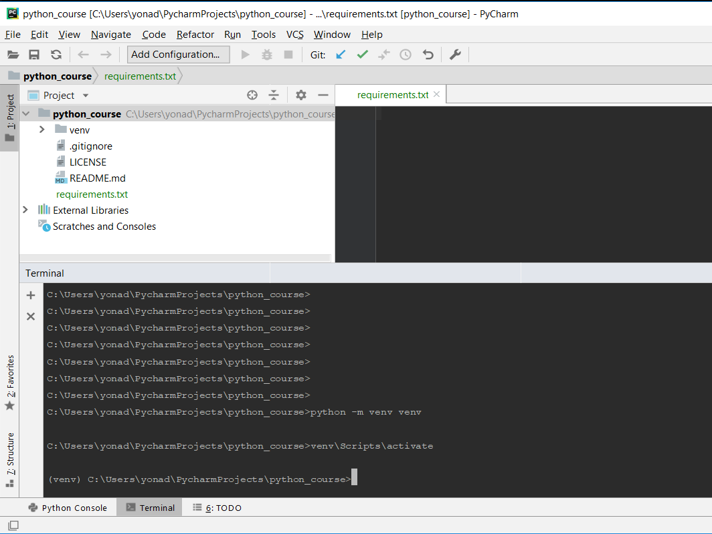 PC python_course [C:\Users\yonad\PycharmProjects\python_course] - ...\requirements.txt [python_course] - PyCharm
File Edit View Navigate Code Refactor Run Tools VCS Window Help
Add Configuration... Git:
python_course requirements.txt
1: Project
Project
requirements.txt
python_course C:\Users\yonad\PycharmProjects\python_course
venv
.gitignore
LICENSE
MD README.md
requirements.txt
External Libraries
Scratches and Consoles
Terminal
C:\Users\yonad\PycharmProjects\python_course>
C:\Users\yonad\PycharmProjects\python_course>
C:\Users\yonad\PycharmProjects\python_course>
C:\Users\yonad\PycharmProjects\python_course>
C:\Users\yonad\PycharmProjects\python_course>
C:\Users\yonad\PycharmProjects\python_course>
C:\Users\yonad\PycharmProjects\python_course>
C:\Users\yonad\PycharmProjects\python_course>python -m venv venv
C:\Users\yonad\PycharmProjects\python_course>venv\Scripts\activate
(venv) C:\Users\yonad\PycharmProjects\python_course>
2: Favorites
7: Structure
Python Console Terminal 6: TODO